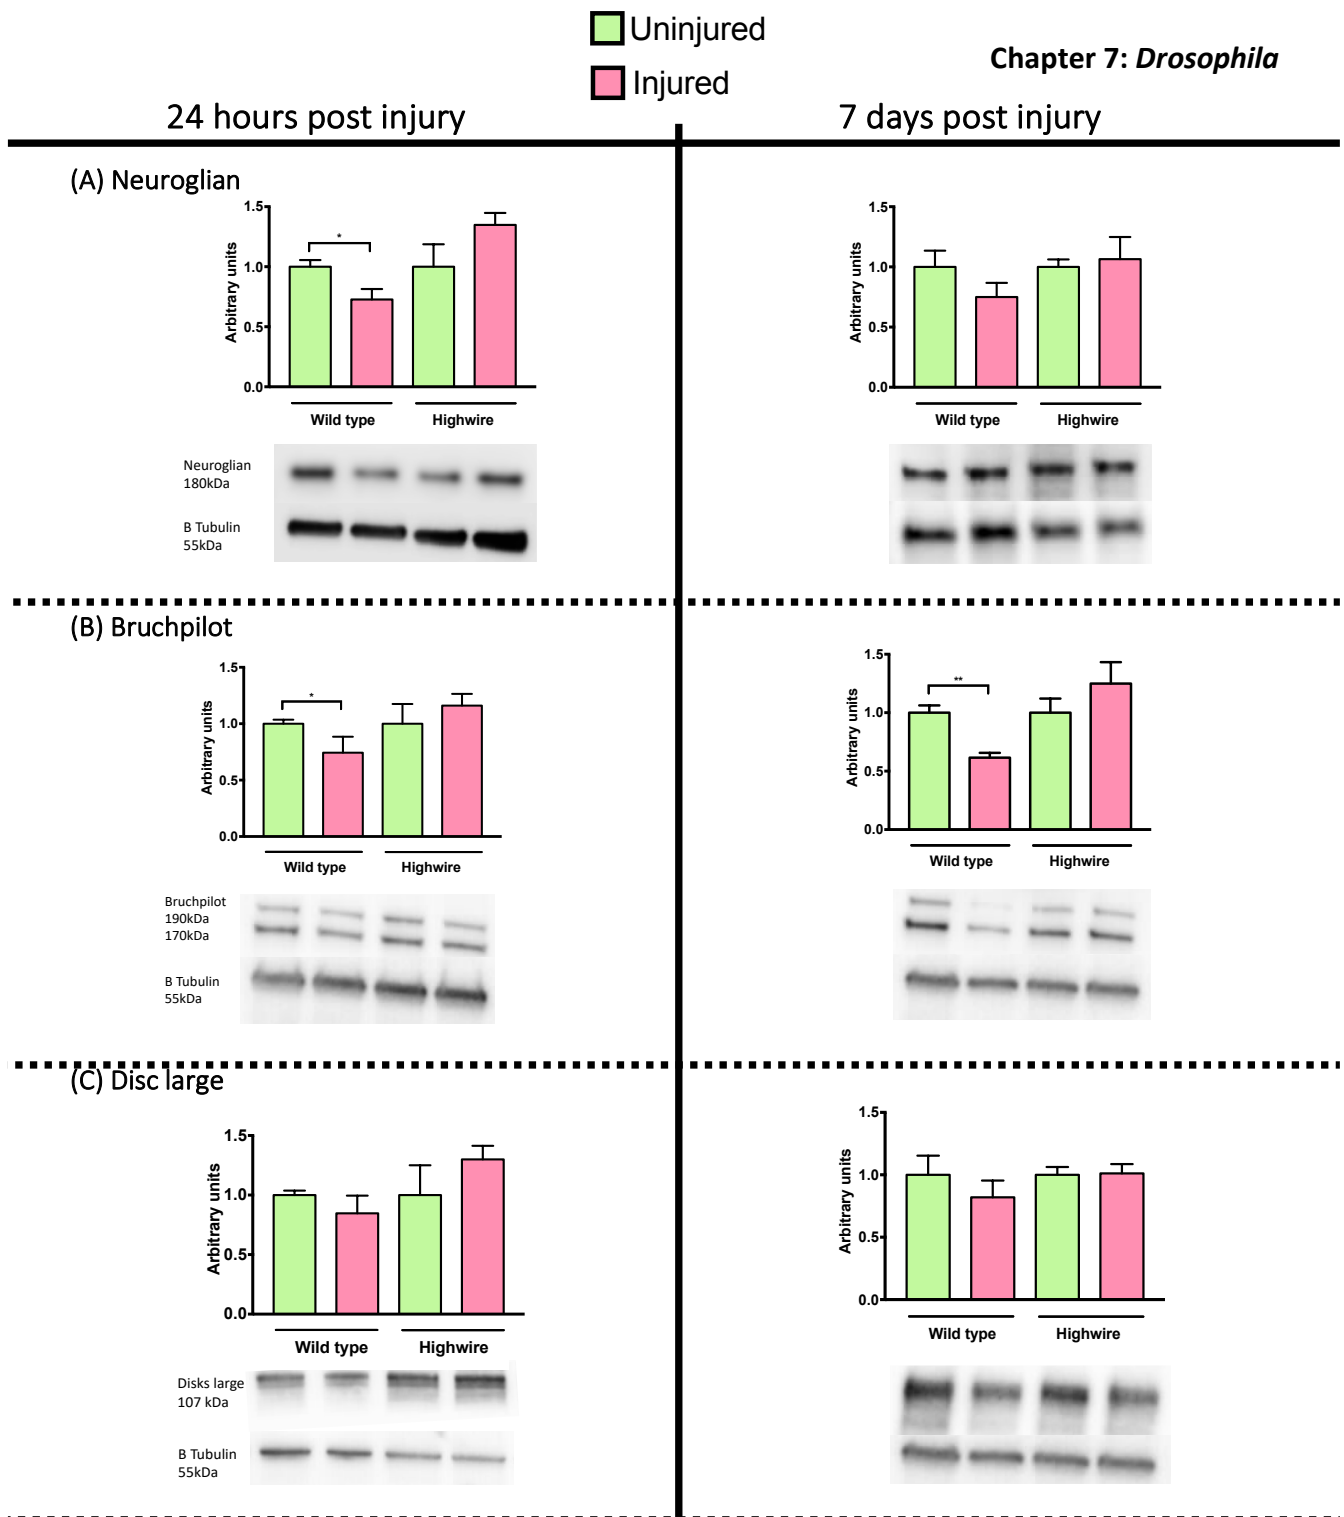 Uninjured
Injured
Chapter 7: Drosophila
24 hours post injury
7 days post injury
(A) Neuroglian
1.5
1.0
0.5
0.0
Arbitrary units
*
Wild type
Highwire
Neuroglian
180kDa
B Tubulin
55kDa
1.5
1.0
0.5
0.0
Arbitrary units
Wild type
Highwire
(B) Bruchpilot
1.5
1.0
0.5
0.0
Arbitrary units
*
Wild type
Highwire
Bruchpilot
190kDa
170kDa
B Tubulin
55kDa
1.5
1.0
0.5
0.0
Arbitrary units
**
Wild type
Highwire
(C) Disc large
1.5
1.0
0.5
0.0
Arbitrary units
Wild type
Highwire
Disks large
107 kDa
B Tubulin
55kDa
1.5
1.0
0.5
0.0
Arbitrary units
Wild type
Highwire